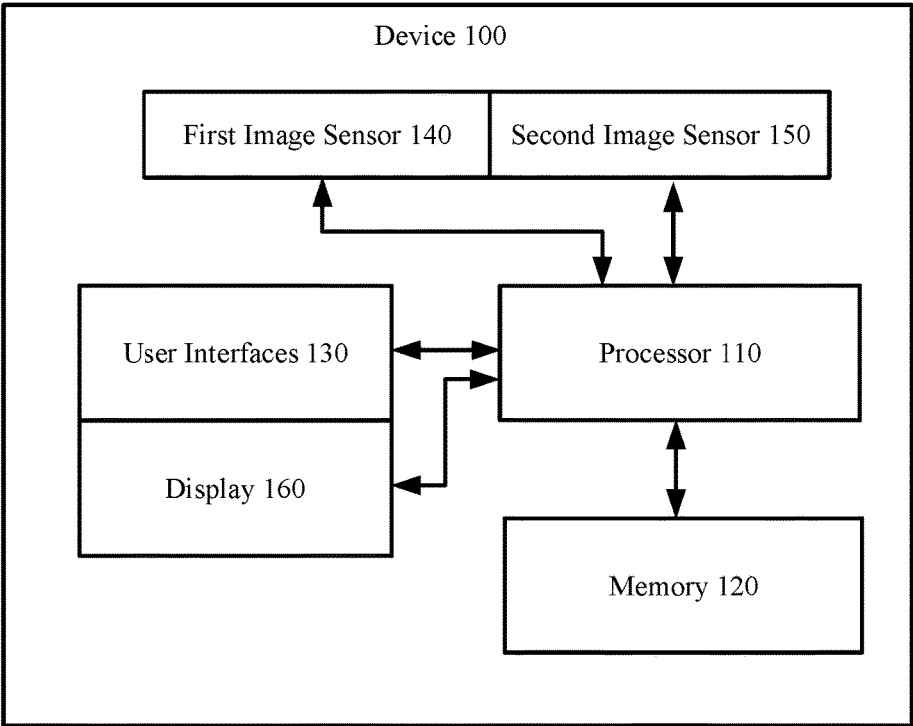 Device 100
First Image Sensor 140
Second Image Sensor 150
User Interfaces 130
Processor 110
Display 160
Memory 120